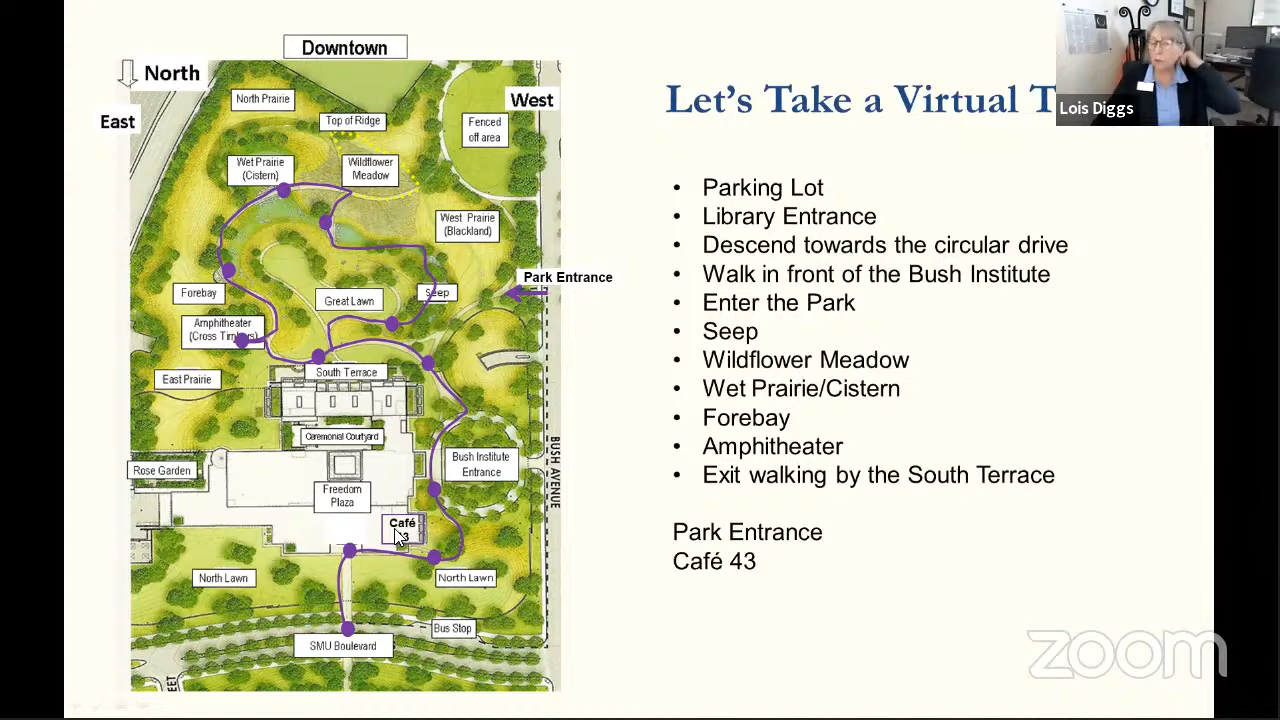 Downtown
North
East
West
North Prairie
Top of Ridge
Fenced
off area
Wet Prairie
(Cistern)
Wildflower
Meadow
West Prairie
(Blackland)
Park Entrance
Forebay
Great Lawn
Seep
Amphitheater
(Cross Timbers)
South Terrace
East Prairie
Ceremonial Courtyard
Rose Garden
Bush Institute
Entrance
BUSH AVENUE
Freedom
Plaza
Café
3
North Lawn
North Lawn
Bus Stop
SMU Boulevard
EET
Let's Take a Virtual T
Lois Diggs
• Parking Lot
• Library Entrance
• Descend towards the circular drive
• Walk in front of the Bush Institute
• Enter the Park
• Seep
• Wildflower Meadow
• Wet Prairie/Cistern
• Forebay
• Amphitheater
• Exit walking by the South Terrace
Park Entrance
Café 43
zoom